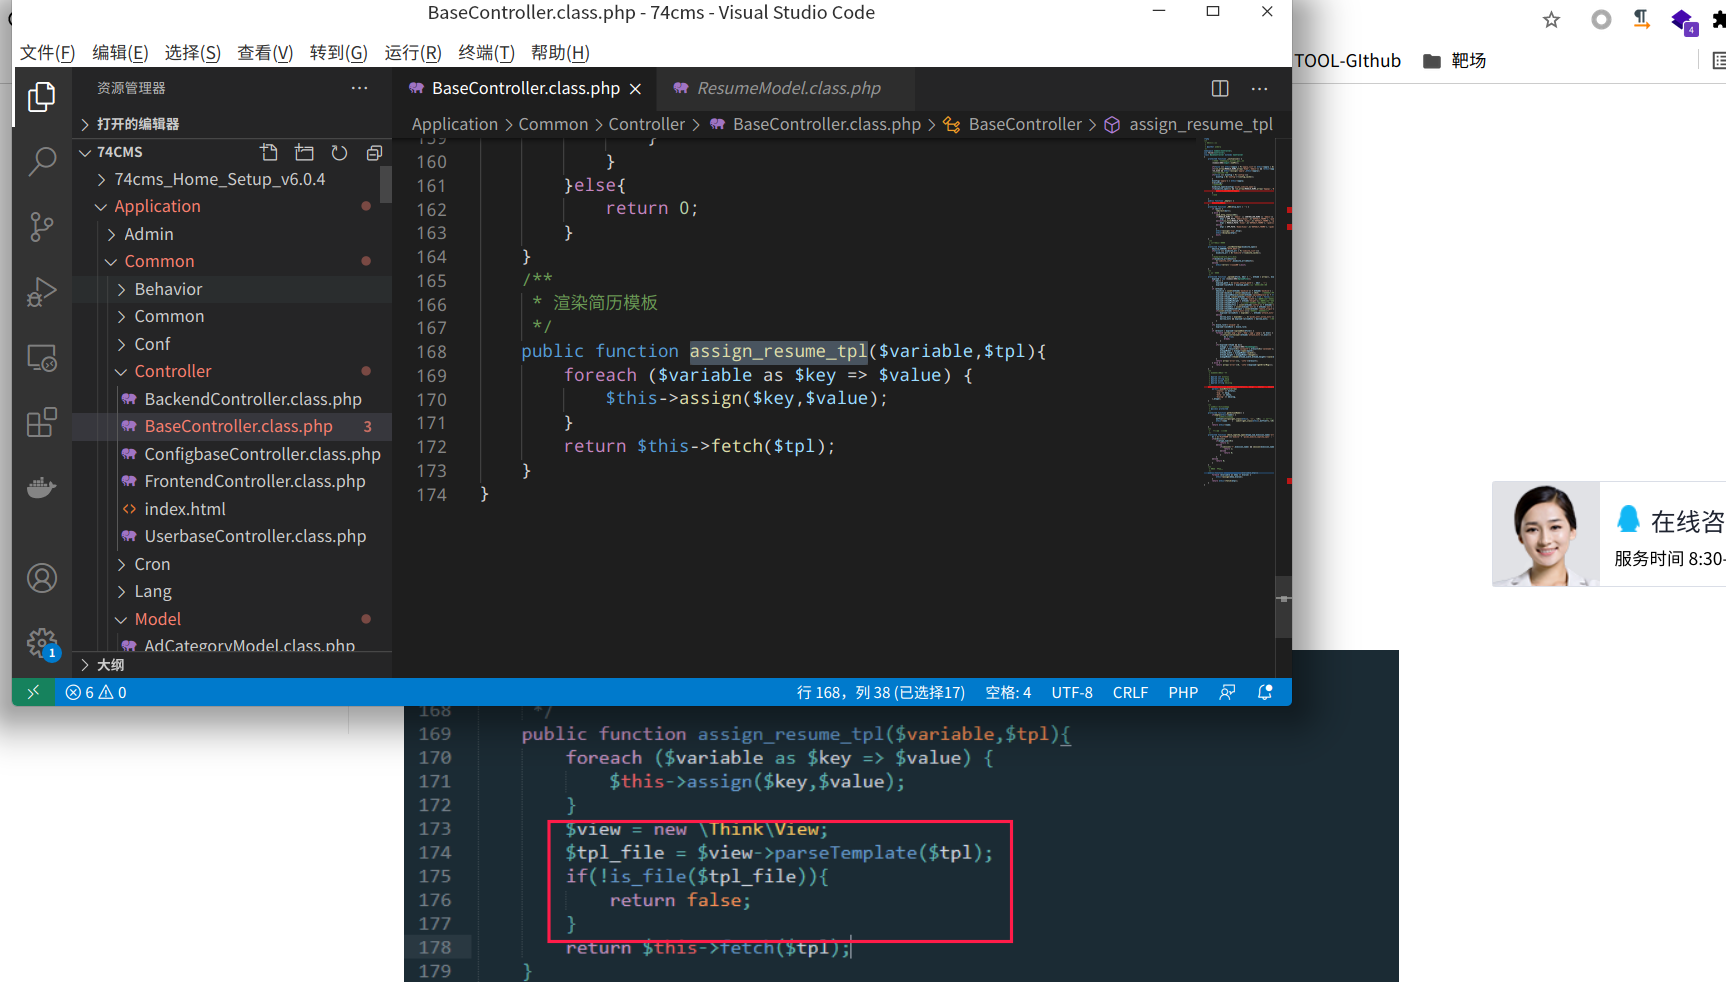 BaseController.class.php - 74cms - Visual Studio Code
文件(F) 编辑(E) 选择(S) 查看(V) 转到(G) 运行(R) 终端(T) 帮助(H)
4
TOOL-GIthub 靶场
资源管理器
打开的编辑器
74CMS
74cms_Home_Setup_v6.0.4
Application
Admin
Common
Behavior
Common
Conf
Controller
BackendController.class.php
BaseController.class.php 3
ConfigbaseController.class.php
FrontendController.class.php
index.html
UserbaseController.class.php
Cron
Lang
Model
AdCategoryModel.class.php
大纲
1
BaseController.class.php ResumeModel.class.php
Application > Common > Controller > BaseController.class.php > BaseController > assign_resume_tpl
159 }
160 }
161 }else{
162 return 0;
163 }
164 }
165 /**
166 * 渲染简历模板
167 */
168 public function assign_resume_tpl($variable,$tpl){
169 foreach ($variable as $key => $value) {
170 $this->assign($key,$value);
171 }
172 return $this->fetch($tpl);
173 }
174 }
6 0 行 168，列 38 (已选择17) 空格: 4 UTF-8 CRLF PHP
在线咨
服务时间 8:30-
168 */
169 public function assign_resume_tpl($variable,$tpl){
170 foreach ($variable as $key => $value) {
171 $this->assign($key,$value);
172 }
173 $view = new \Think\View;
174 $tpl_file = $view->parseTemplate($tpl);
175 if(!is_file($tpl_file)){
176 return false;
177 }
178 return $this->fetch($tpl);
179 }